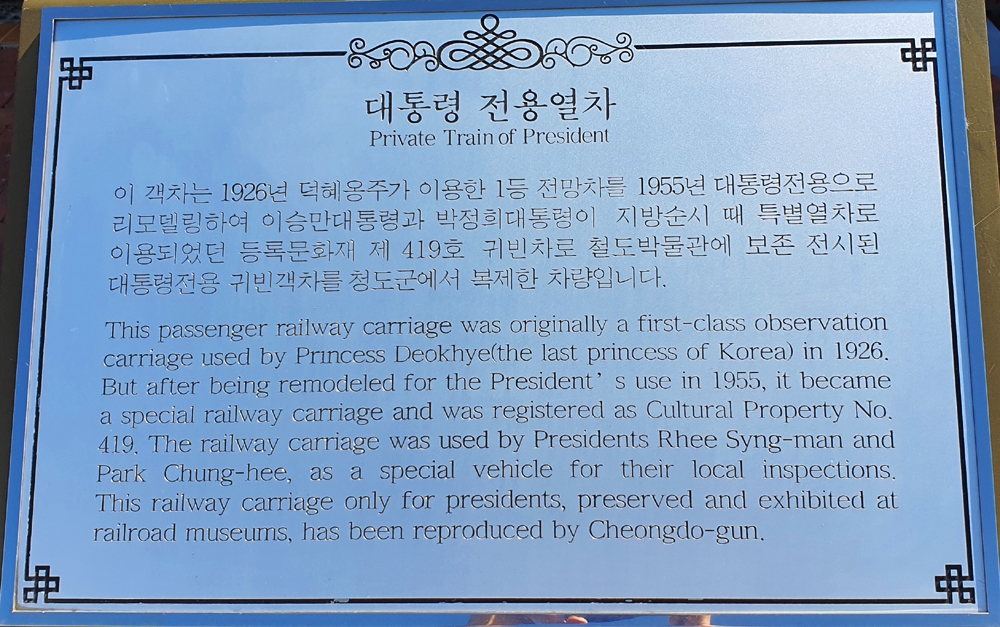 대통령 전용열차
Private Train of President
이 객차는 1926년 덕혜옹주가 이용한 1등 전망차를 1955년 대통령전용으로
리모델링하여 이승만대통령과 박정희대통령이 지방순시 때 특별열차로
이용되었던 등록문화재 제 419호 귀빈차로 철도박물관에 보존 전시된
대통령전용 귀빈객차를 청도군에서 복제한 차량입니다.
This passenger railway carriage was originally a first-class observation
carriage used by Princess Deokhye(the last princess of Korea) in 1926.
But after being remodeled for the President’ s use in 1955, it became
a special railway carriage and was registered as Cultural Property No.
419. The railway carriage was used by Presidents Rhee Syng-man and
Park Chung-hee, as a special vehicle for their local inspections.
This railway carriage only for presidents, preserved and exhibited at
railroad museums, has been reproduced by Cheongdo-gun.